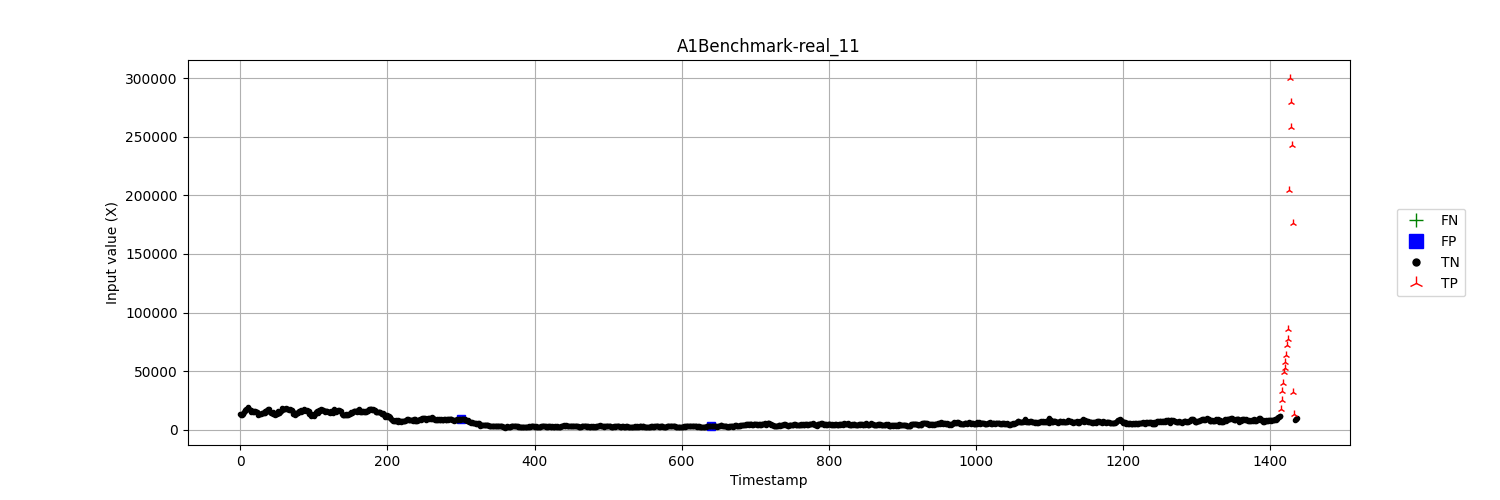 A1Benchmark-real_11
300000
250000
200000
150000
100000
50000
0
Input value (X)
0 200 400 600 800 1000 1200 1400
Timestamp
FN
FP
TN
TP